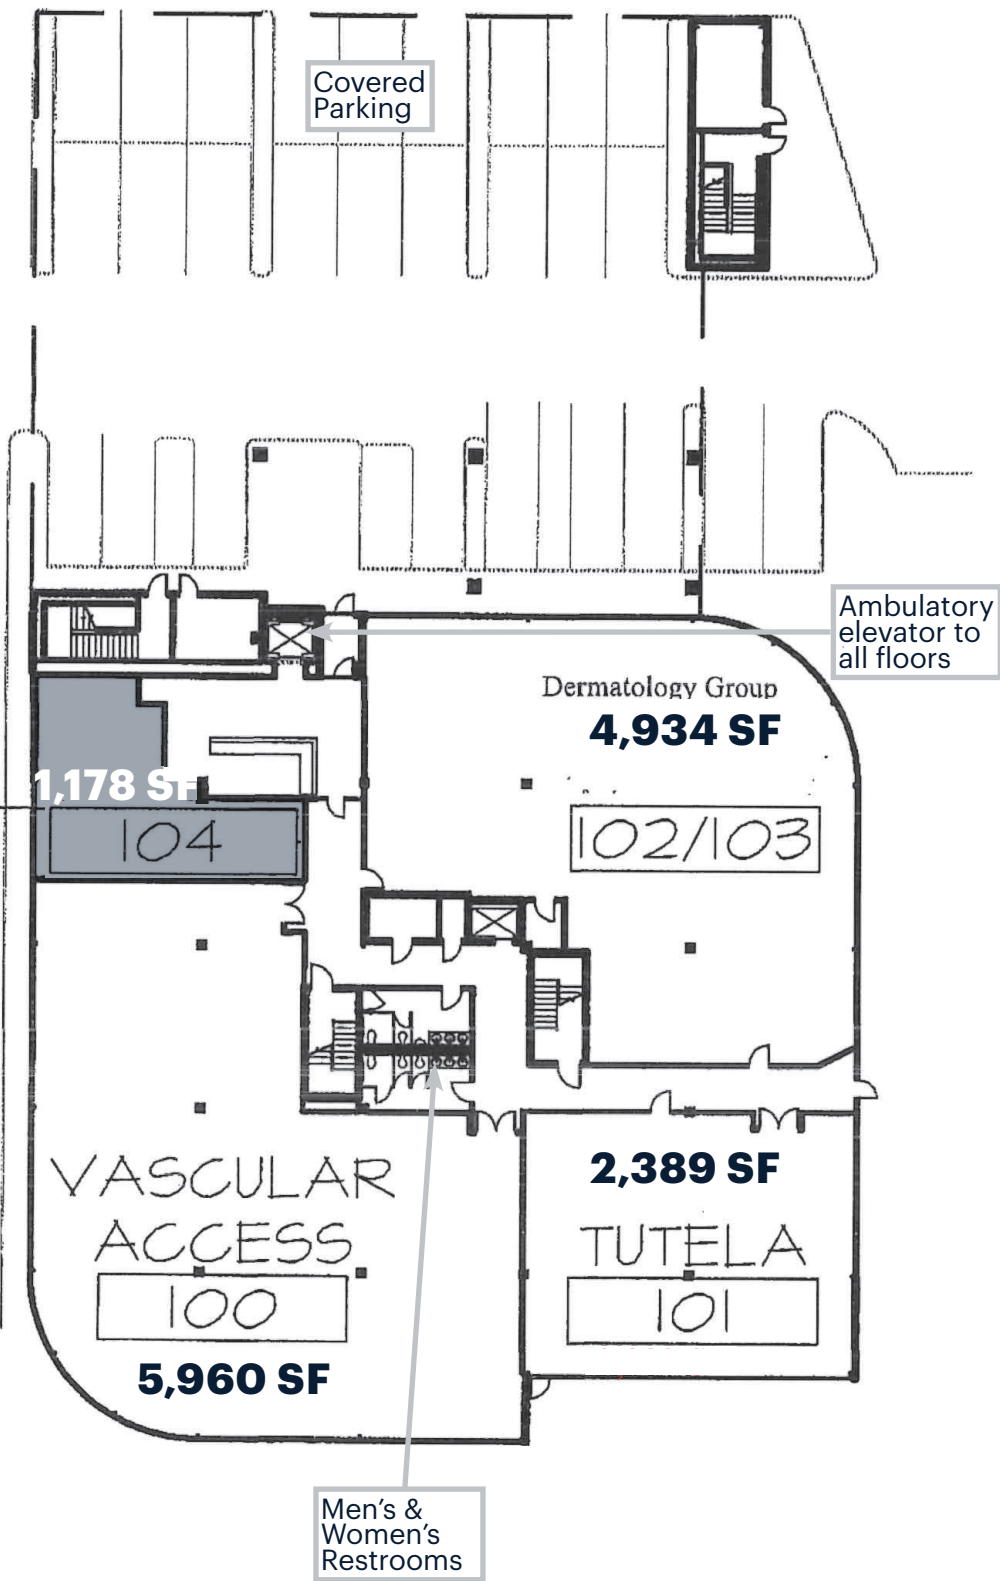 Covered
Parking
Ambulatory
elevator to
all floors
Dermatology Group
4,934 SF
1,178 SF
104
102/103
VASCULAR
ACCESS
100
5,960 SF
2,389 SF
TUTELA
101
Men's &
Women's
Restrooms